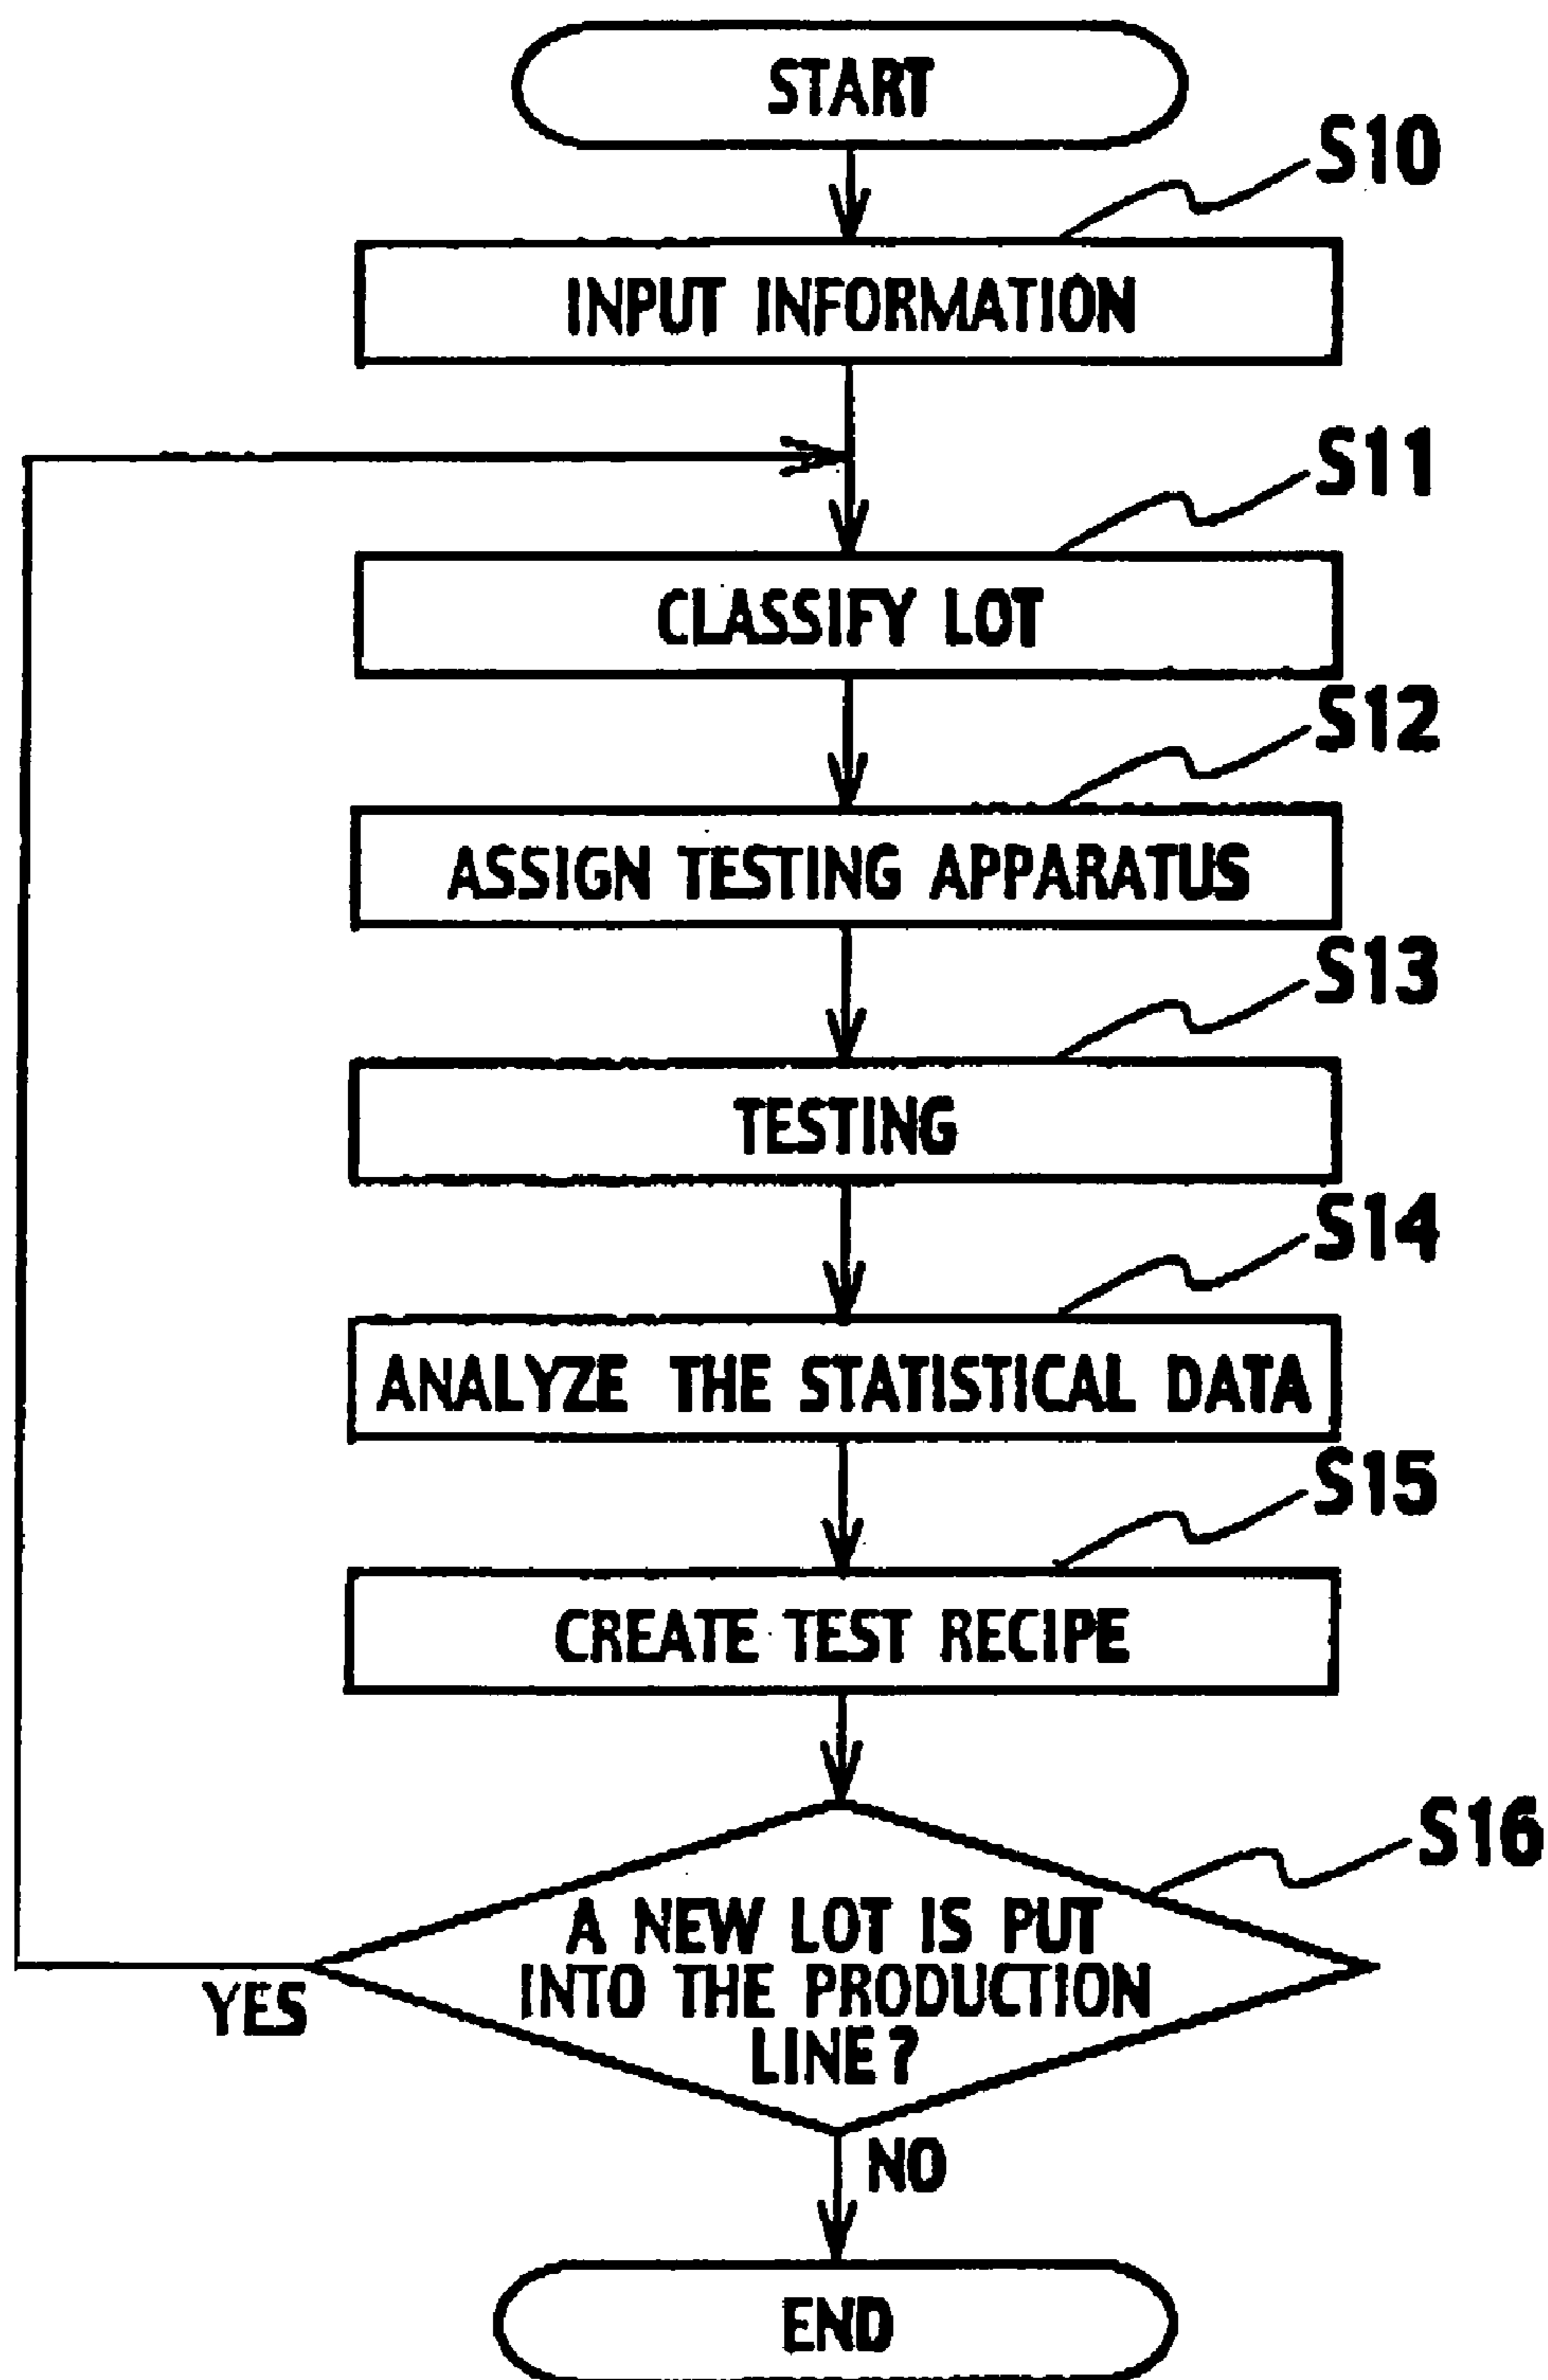 START
S10
INPUT INFORMATION
S11
CLASSIFY LOT
S12
ASSIGN TESTING APPARATUS
S13
TESTING
S14
ANALYZE THE STATISTICAL DATA
S15
CREATE TEST RECIPE
S16
A NEW LOT IS PUT
INTO THE PRODUCTION
LINE?
YES
NO
END